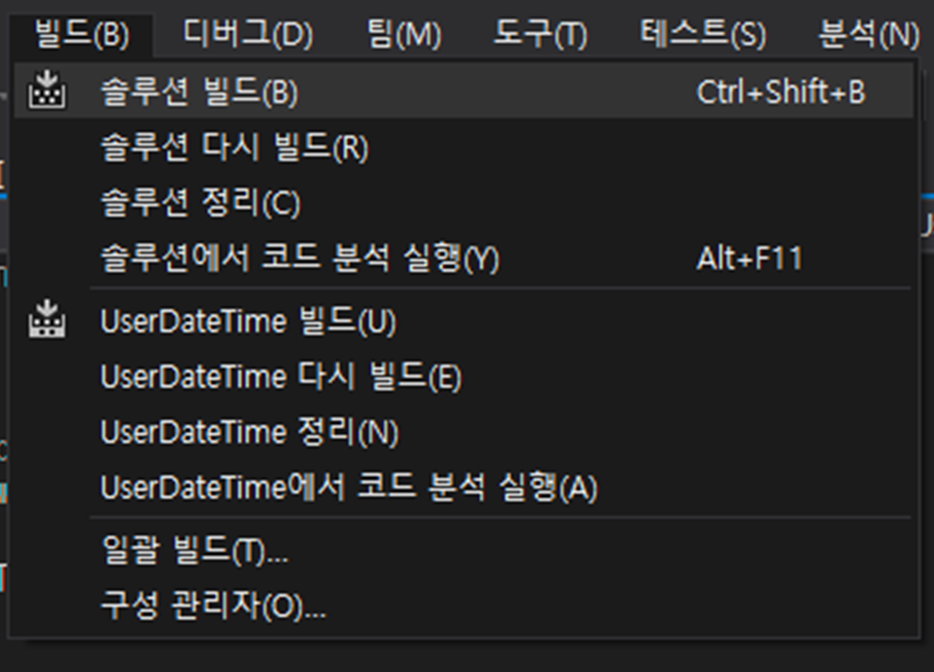 빌드(B) 디버그(D) 팀(M) 도구(T) 테스트(S) 분석(N)
솔루션 빌드(B) Ctrl+Shift+B
솔루션 다시 빌드(R)
솔루션 정리(C)
솔루션에서 코드 분석 실행(Y) Alt+F11
UserDateTime 빌드(U)
UserDateTime 다시 빌드(E)
UserDateTime 정리(N)
UserDateTime에서 코드 분석 실행(A)
일괄 빌드(T)...
구성 관리자(O)...